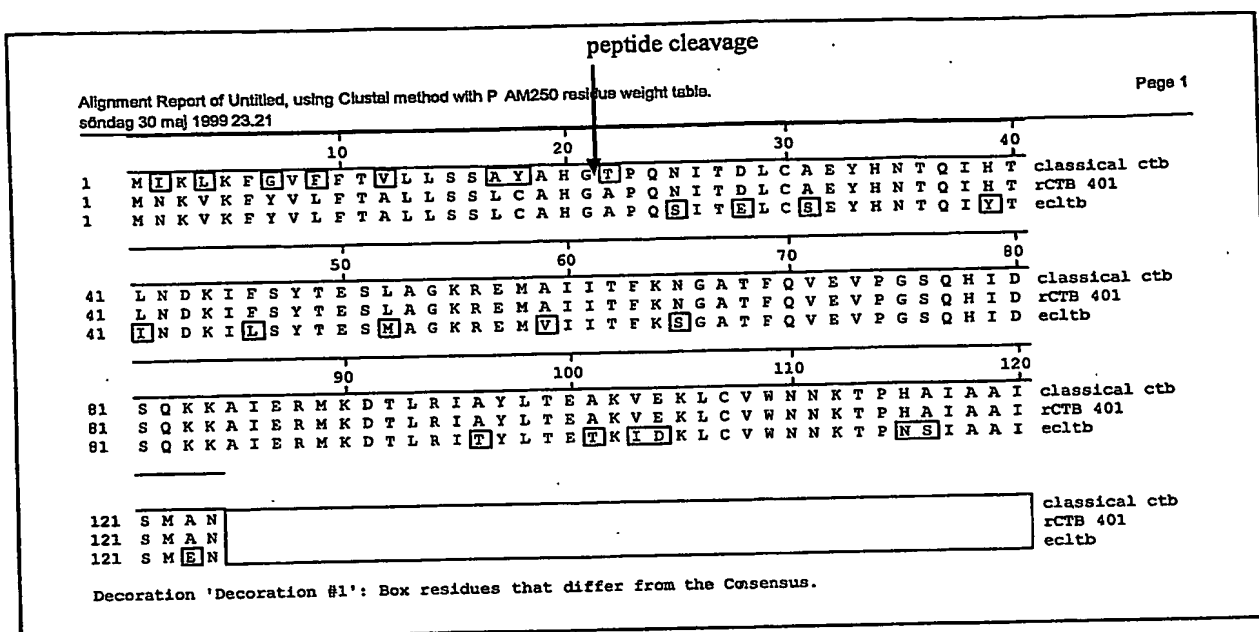 peptide cleavage
Alignment Report of Untitled, using Clustal method with P AM250 residue weight table.
Page 1
söndag 30 maj 1999 23.21
10 20 30 40
1 M I K L K F G V F F T V L L S S A Y A H G T P Q N I T D L C A E Y H N T Q I H T classical ctb
1 M N K V K F Y V L F T A L L S S L C A H G A P Q N I T D L C A E Y H N T Q I H T rCTB 401
1 M N K V K F Y V L F T A L L S S L C A H G A P Q S I T E L C S E Y H N T Q I Y T ecltb
50 60 70 80
41 L N D K I F S Y T E S L A G K R E M A I I T F K N G A T F Q V E V P G S Q H I D classical ctb
41 L N D K I F S Y T E S L A G K R E M A I I T F K N G A T F Q V E V P G S Q H I D rCTB 401
41 I N D K I L S Y T E S M A G K R E M V I I T F K S G A T F Q V E V P G S Q H I D ecltb
90 100 110 120
81 S Q K K A I E R M K D T L R I A Y L T E A K V E K L C V W N N K T P H A I A A I classical ctb
81 S Q K K A I E R M K D T L R I A Y L T E A K V E K L C V W N N K T P H A I A A I rCTB 401
81 S Q K K A I E R M K D T L R I T Y L T E T K I D K L C V W N N K T P N S I A A I ecltb
121 S M A N classical ctb
121 S M A N rCTB 401
121 S M E N ecltb
Decoration 'Decoration #1': Box residues that differ from the Consensus.